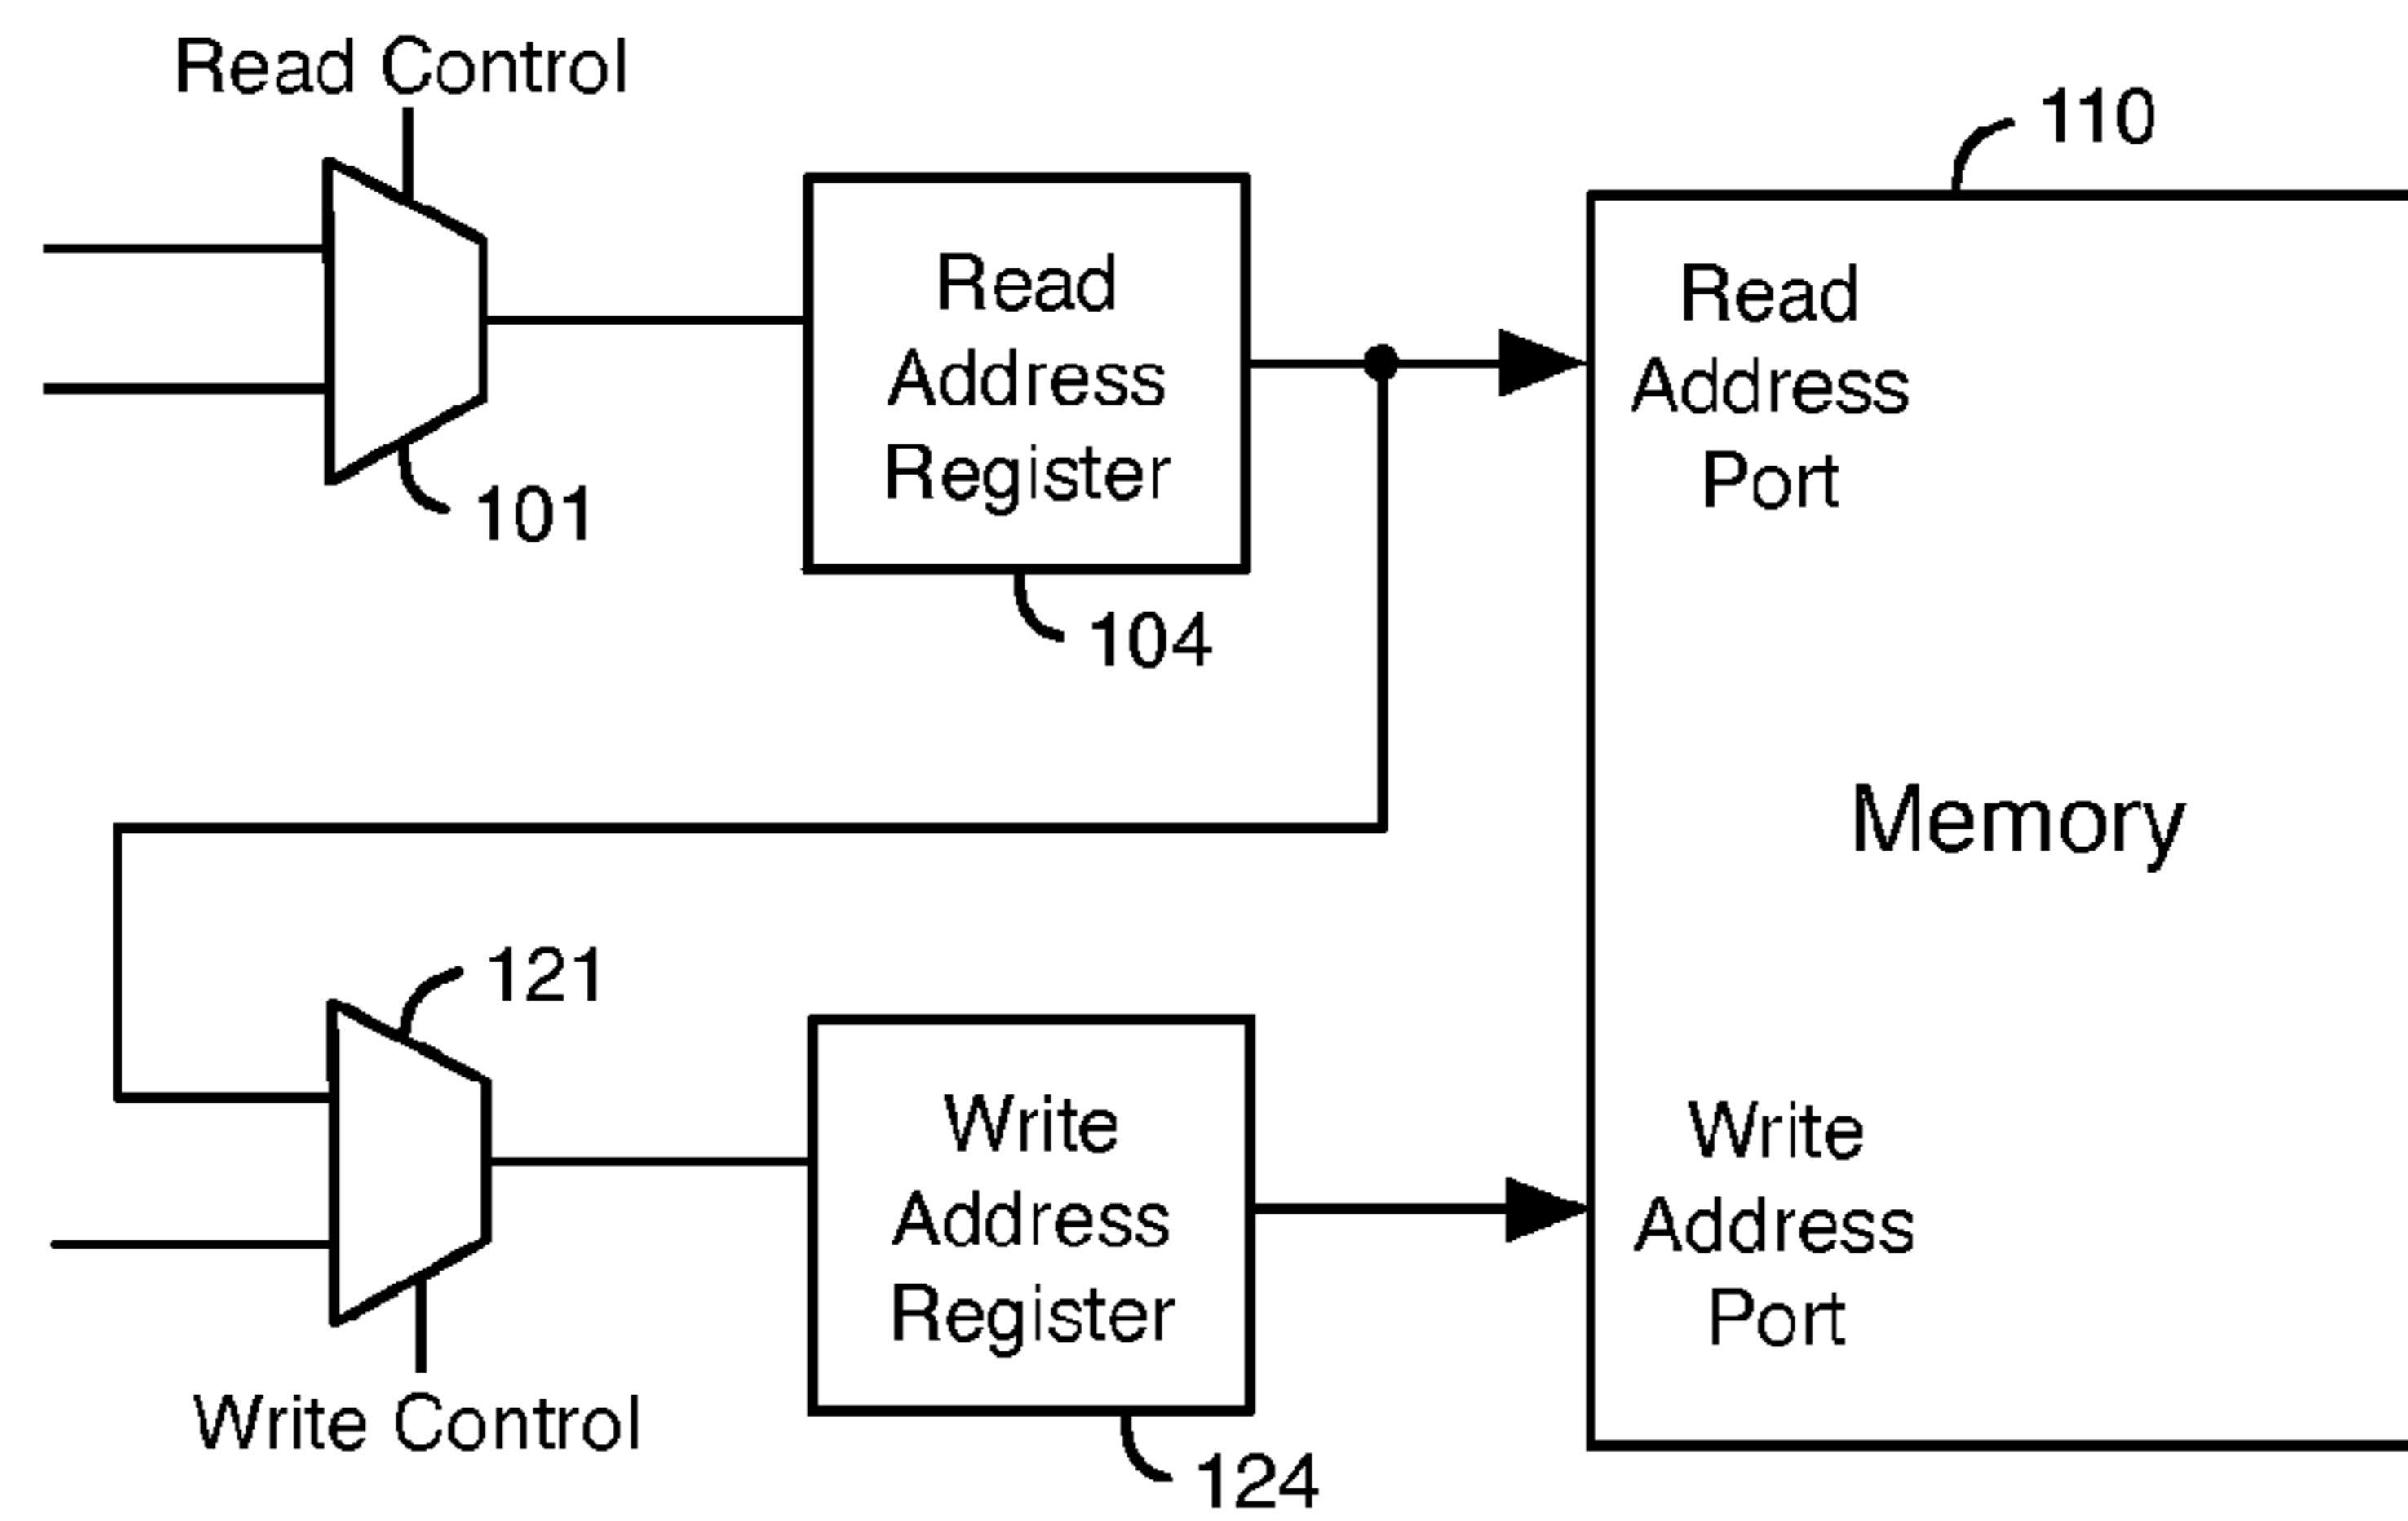 Read Control
110
Read
Address
Register
Read
Address
Port
101
104
Memory
121
Write
Address
Register
Write
Address
Port
Write Control
124